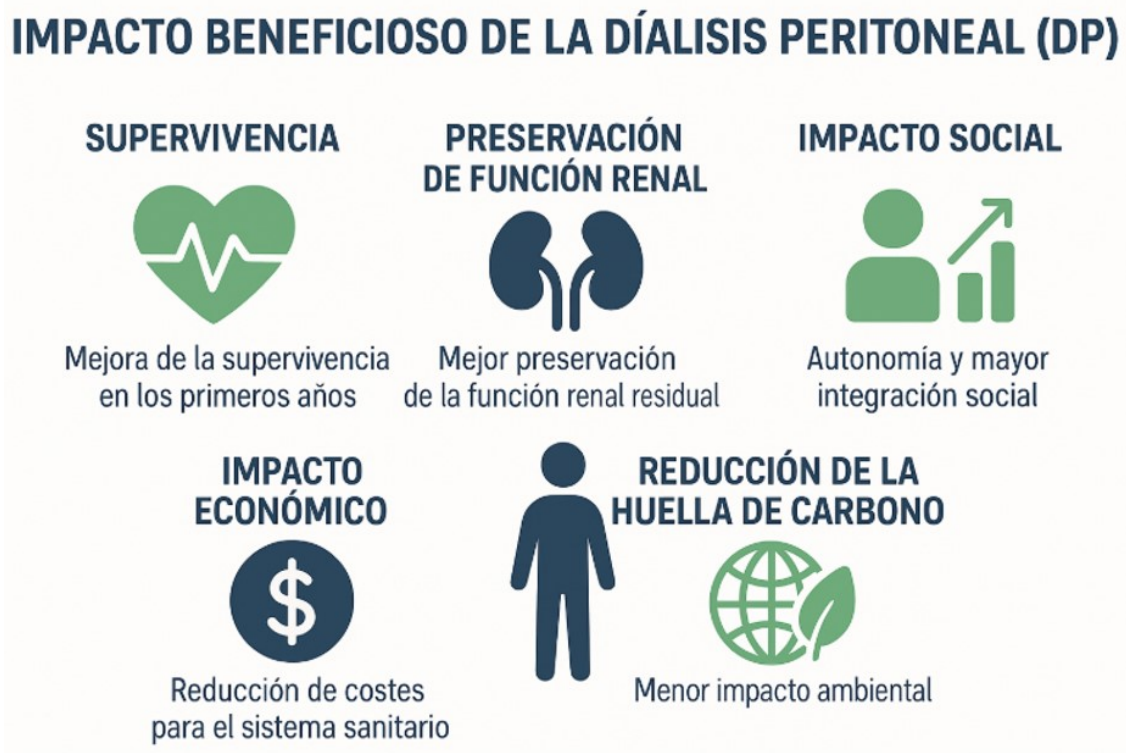 IMPACTO BENEFICIOSO DE LA DÍALISIS PERITONEAL (DP)
SUPERVIVENCIA
Mejora de la supervivencia
en los primeros años
PRESERVACIÓN
DE FUNCIÓN RENAL
Mejor preservación
de la función renal residual
IMPACTO SOCIAL
Autonomía y mayor
integración social
IMPACTO
ECONÓMICO
$
Reducción de costes
para el sistema sanitario
REDUCCIÓN DE LA
HUELLA DE CARBONO
Menor impacto ambiental